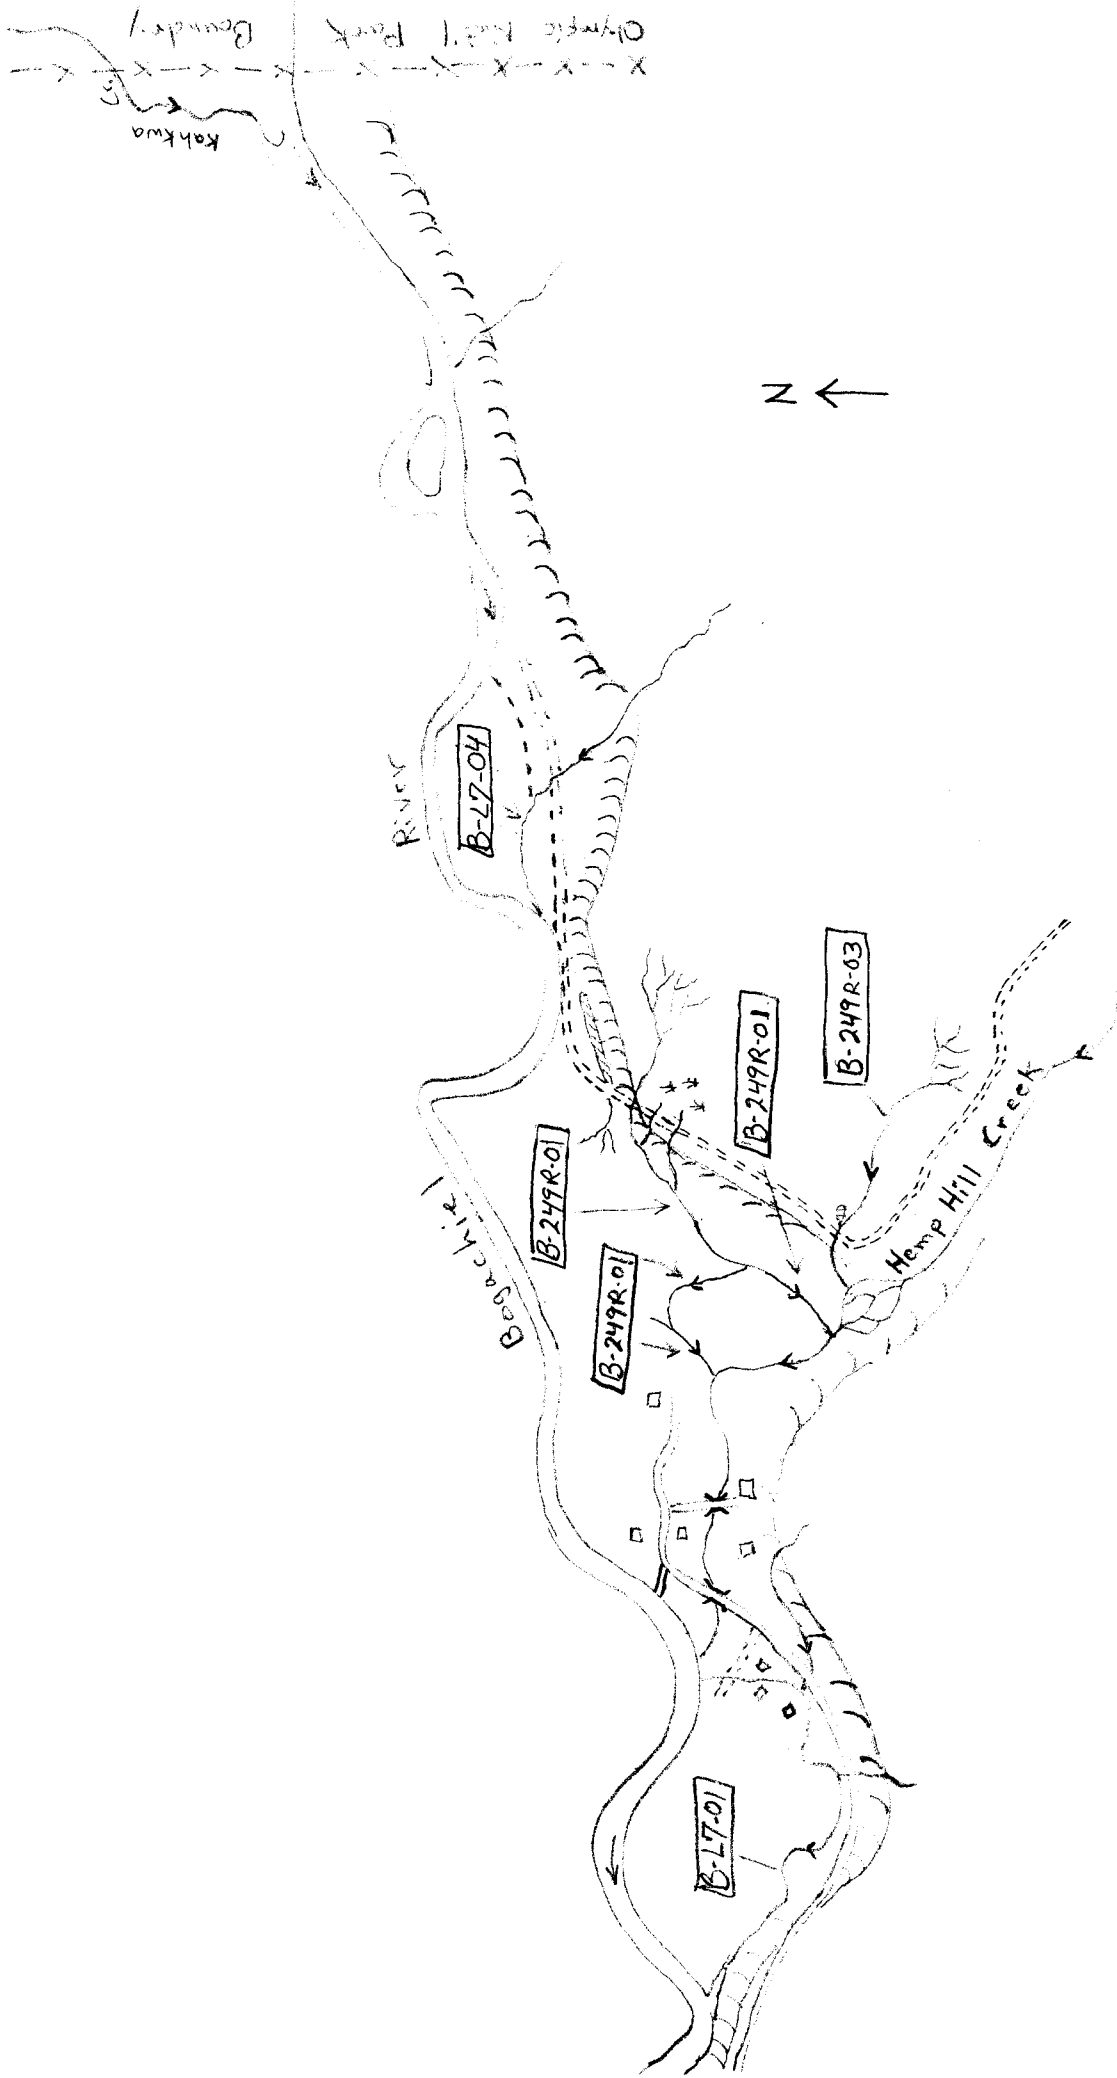 Olympic Nat'l Park Boundry
Kahkwa
Cr
N
River
B-L7-04
B-249R-03
B-249R-01
B-249R-01
Bogachiel
B-249R-01
Hemp Hill Creek
B-L7-01